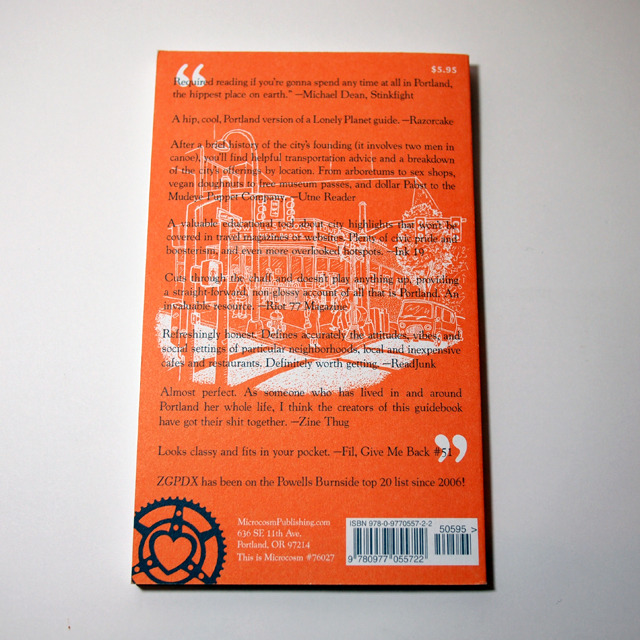 $5.95
“
Required reading if you're gonna spend any time at all in Portland,
the hippest place on earth.” —Michael Dean, Stinkfight
A hip, cool, Portland version of a Lonely Planet guide. —Razorcake
After a brief history of the city's founding (it involves two men in
canoe), you'll find helpful transportation advice and a breakdown
of the city's offerings by location. From arboretums to sex shops,
vegan doughnuts to free museum passes, and dollar Pabst to the
Mudeye Puppet Company. —Utne Reader
A valuable educational tool about city highlights that won't be
covered in travel magazines or websites. Plenty of civic pride and
boosterism, and even more overlooked hotspots. —Ink 19
Cuts through the chaff and doesn't play anything up, providing
a straight-forward, non-glossy account of all that is Portland. An
invaluable resource. —Riot 77 Magazine
Refreshingly honest. Defines accurately the attitudes, vibes, and
social settings of particular neighborhoods, local and inexpensive
cafes and restaurants. Definitely worth getting. —ReadJunk
Almost perfect. As someone who has lived in and around
Portland her whole life, I think the creators of this guidebook
have got their shit together. —Zine Thug
Looks classy and fits in your pocket. —Fil, Give Me Back #51
”
ZGPDX has been on the Powells Burnside top 20 list since 2006!
MicrocosmPublishing.com
636 SE 11th Ave.
Portland, OR 97214
This is Microcosm #76027
ISBN 978-0-9770557-2-2
50595 >
9 780977 055722